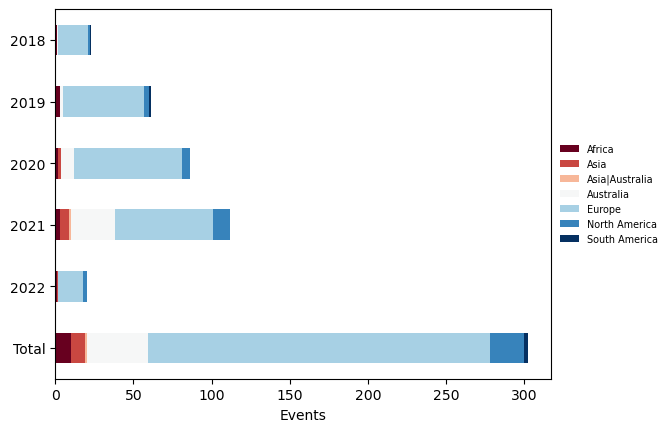 2018
2019
2020
2021
2022
Total
0 50 100 150 200 250 300
Events
Africa
Asia
Asia|Australia
Australia
Europe
North America
South America